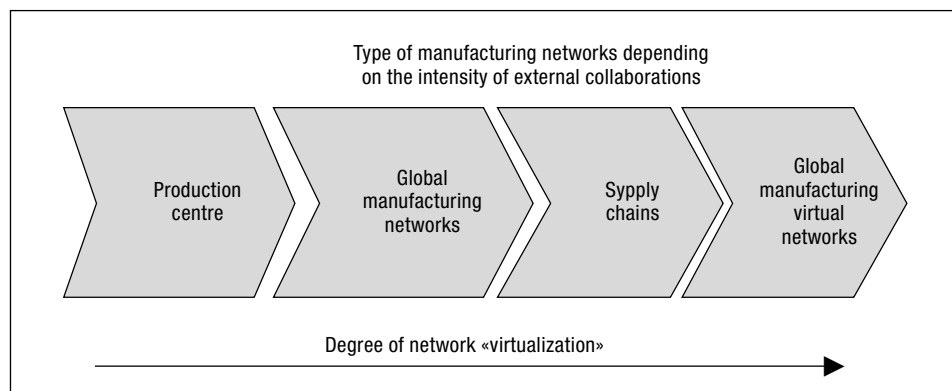 Type of manufacturing networks depending
on the intensity of external collaborations
Production
centre
Global
manufacturing
networks
Sypply
chains
Global
manufacturing
virtual
networks
Degree of network «virtualization»